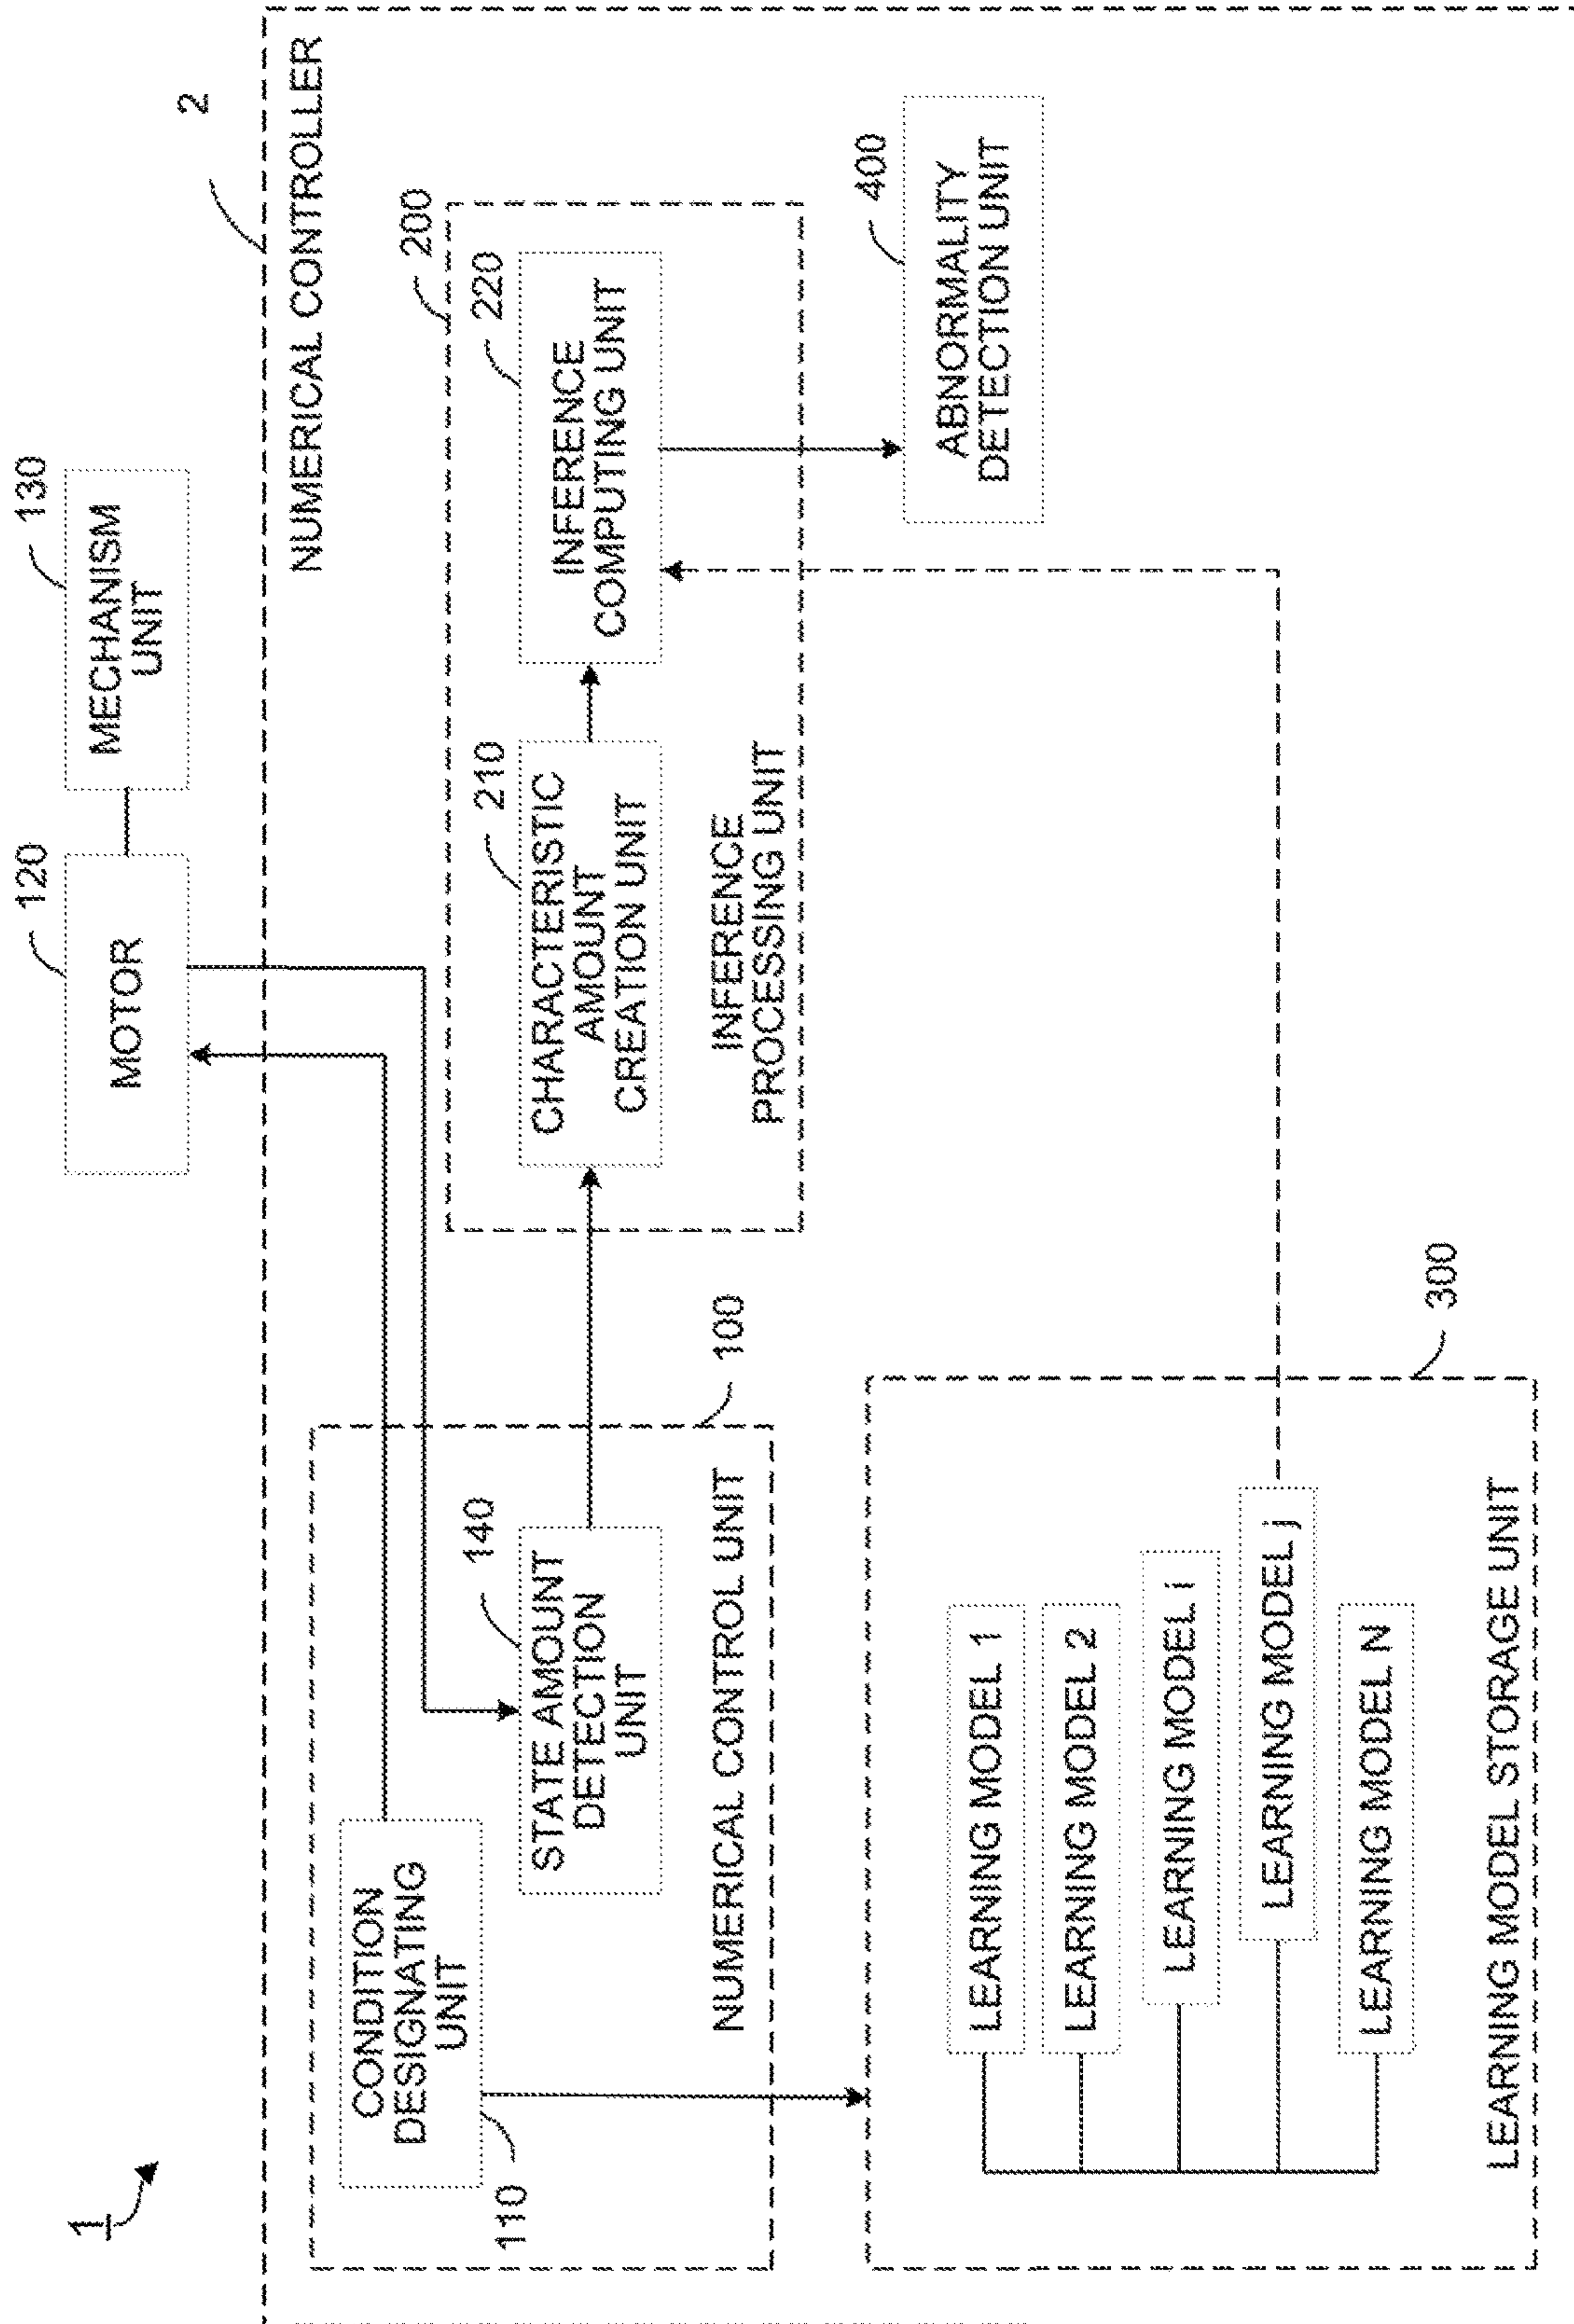 1
2
120
130
MOTOR
MECHANISM
UNIT
NUMERICAL CONTROLLER
CONDITION
DESIGNATING
UNIT
110
140
STATE AMOUNT
DETECTION
UNIT
NUMERICAL CONTROL UNIT
100
200
210
CHARACTERISTIC
AMOUNT
CREATION UNIT
220
INFERENCE
COMPUTING UNIT
INFERENCE
PROCESSING UNIT
400
ABNORMALITY
DETECTION UNIT
LEARNING MODEL 1
LEARNING MODEL 2
LEARNING MODEL i
LEARNING MODEL j
LEARNING MODEL N
LEARNING MODEL STORAGE UNIT
300